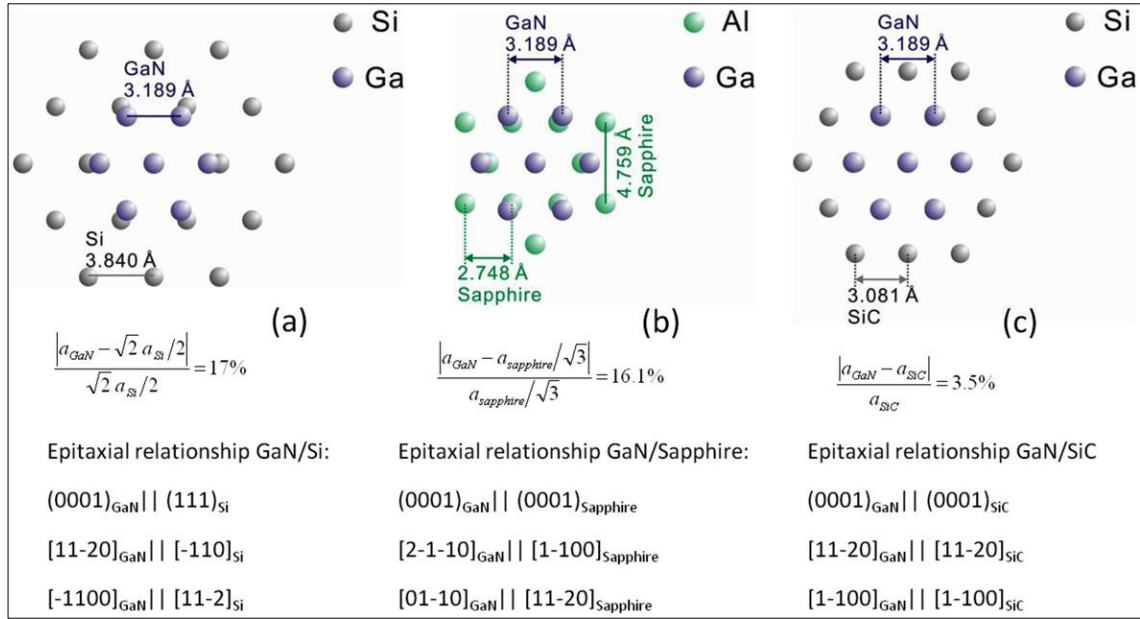 GaN
3.189 Å
Si
Ga
Si
3.840 Å
(a)
|a_GaN − √2 a_Si/2| / (√2 a_Si/2) = 17%
Epitaxial relationship GaN/Si:
(0001)GaN|| (111)Si
[11-20]GaN|| [-110]Si
[-1100]GaN|| [11-2]Si
GaN
3.189 Å
Al
Ga
4.759 Å
Sapphire
2.748 Å
Sapphire
(b)
|a_GaN − a_sapphire/√3| / (a_sapphire/√3) = 16.1%
Epitaxial relationship GaN/Sapphire:
(0001)GaN|| (0001)Sapphire
[2-1-10]GaN|| [1-100]Sapphire
[01-10]GaN|| [11-20]Sapphire
GaN
3.189 Å
Si
Ga
3.081 Å
SiC
(c)
|a_GaN − a_SiC| / a_SiC = 3.5%
Epitaxial relationship GaN/SiC
(0001)GaN|| (0001)SiC
[11-20]GaN|| [11-20]SiC
[1-100]GaN|| [1-100]SiC